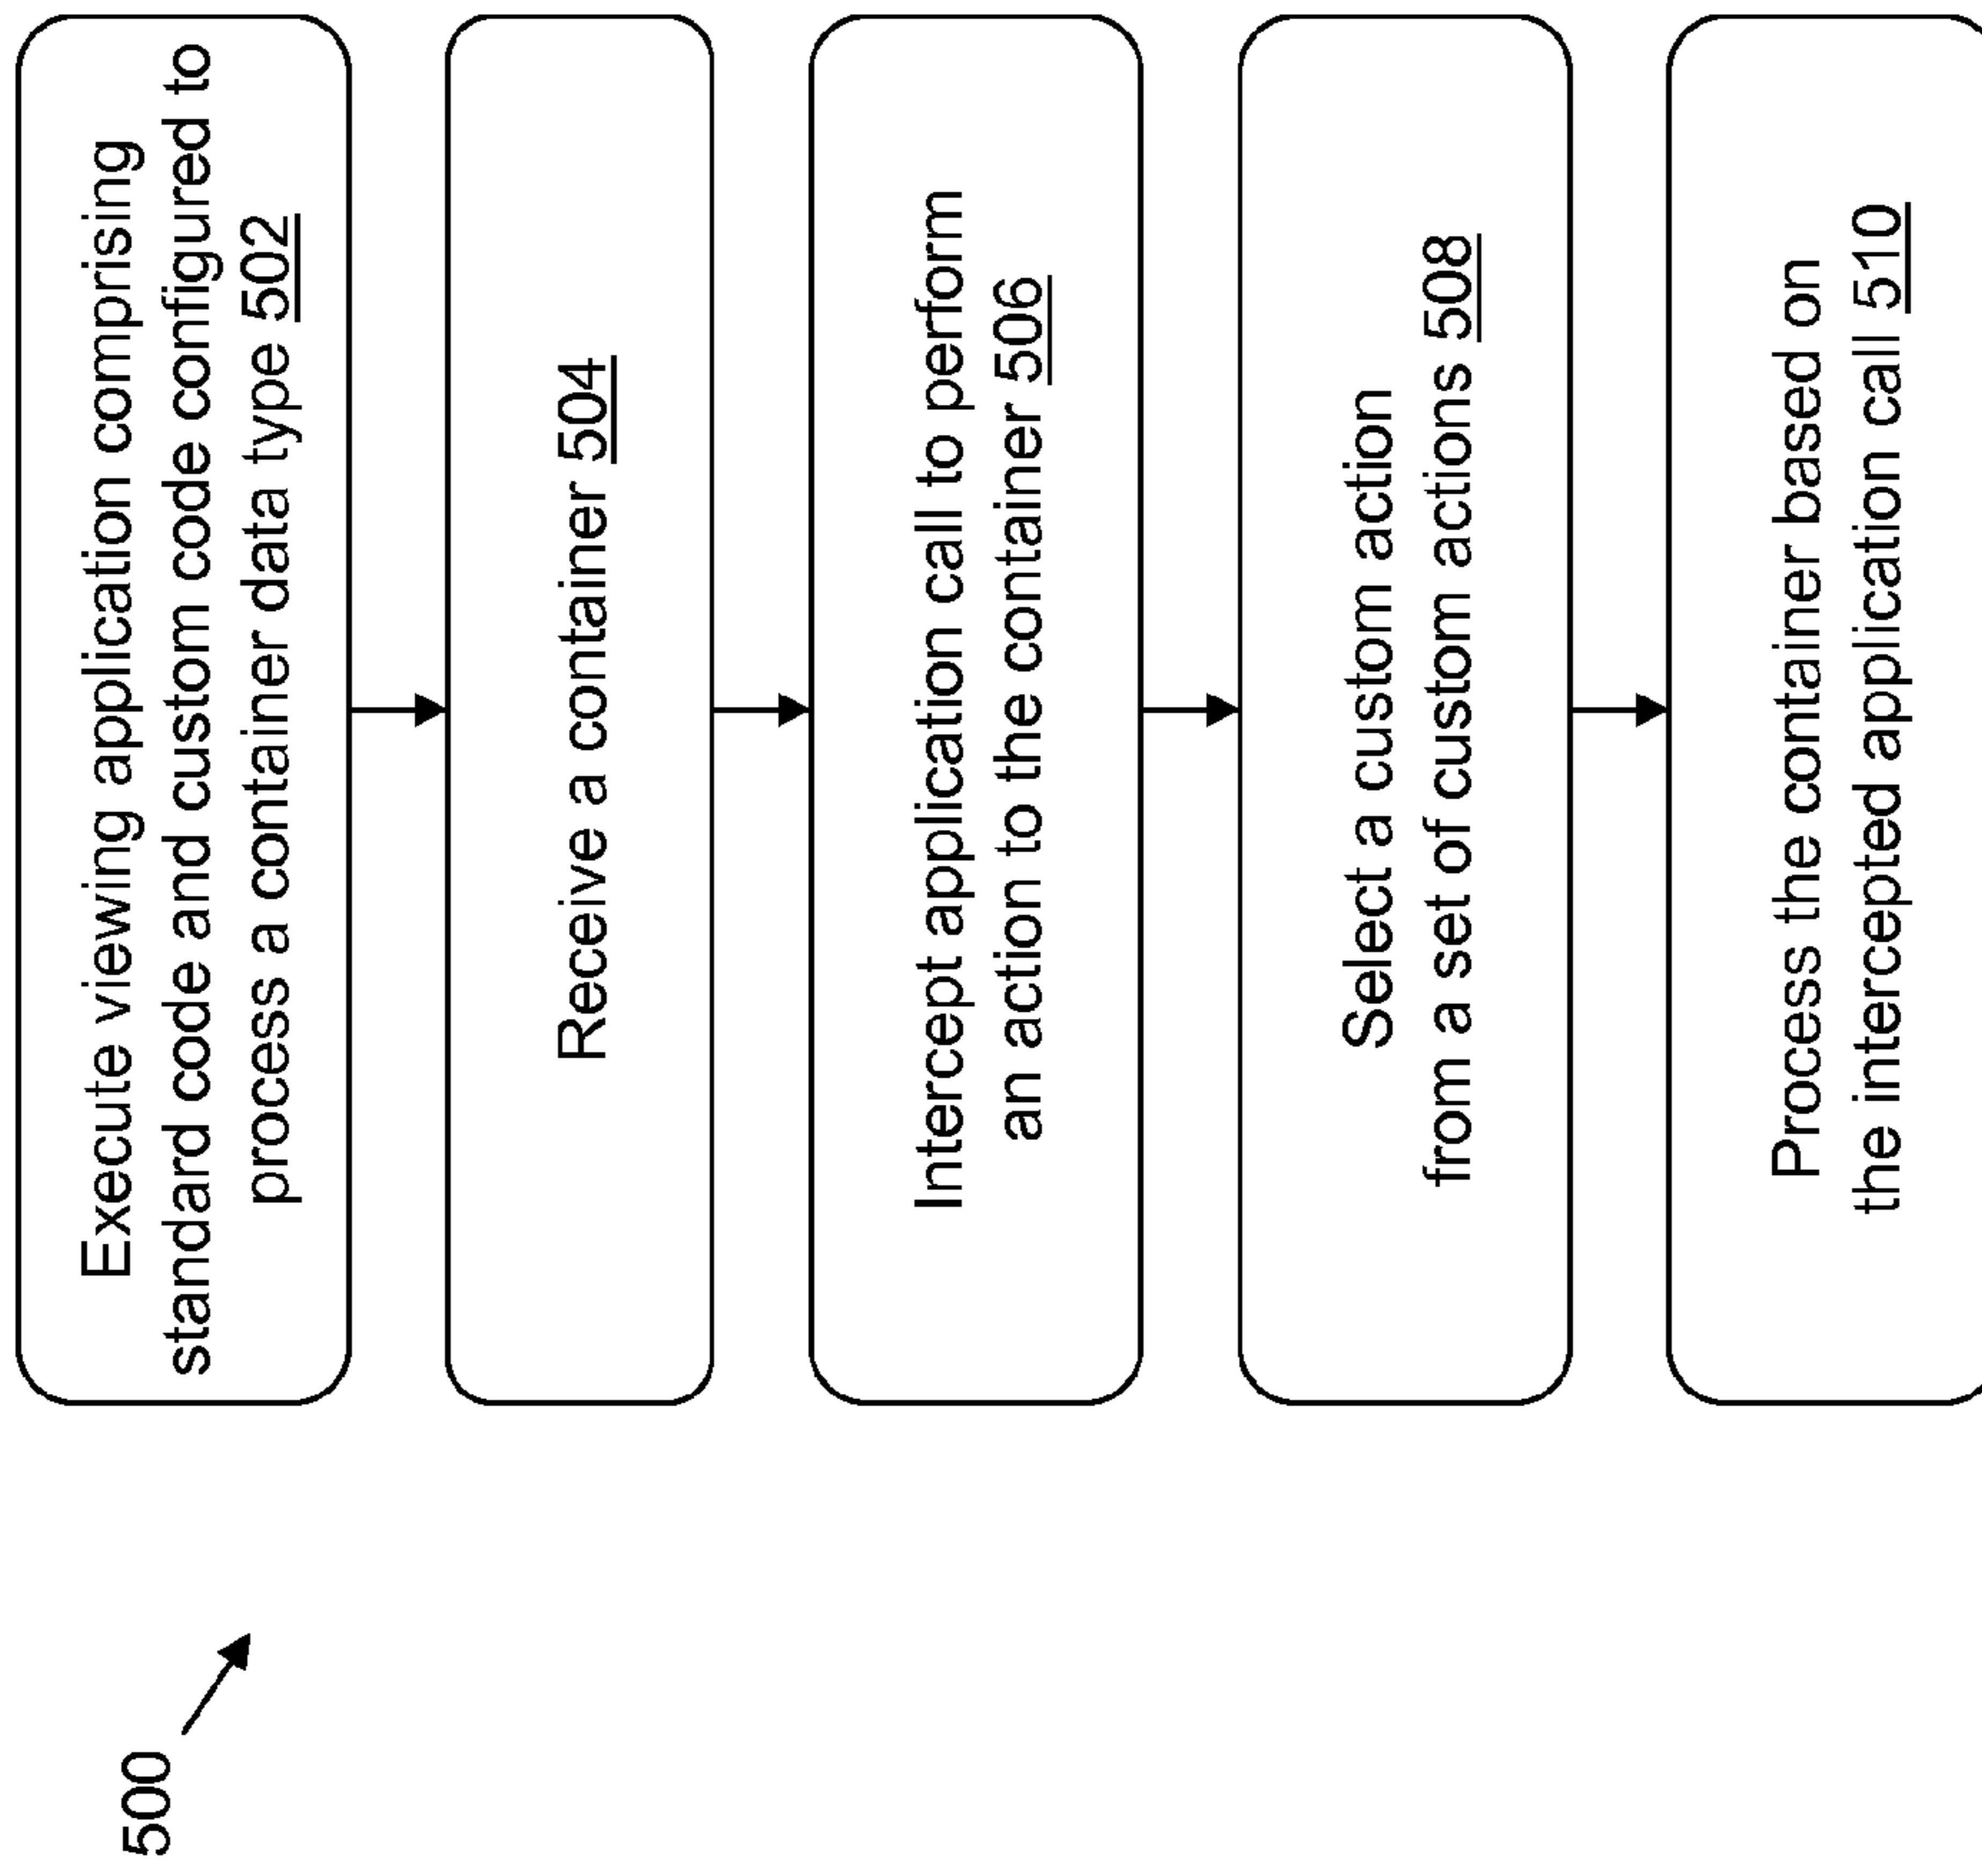 500
Execute viewing application comprising
standard code and custom code configured to
process a container data type 502
Receive a container 504
Intercept application call to perform
an action to the container 506
Select a custom action
from a set of custom actions 508
Process the container based on
the intercepted application call 510